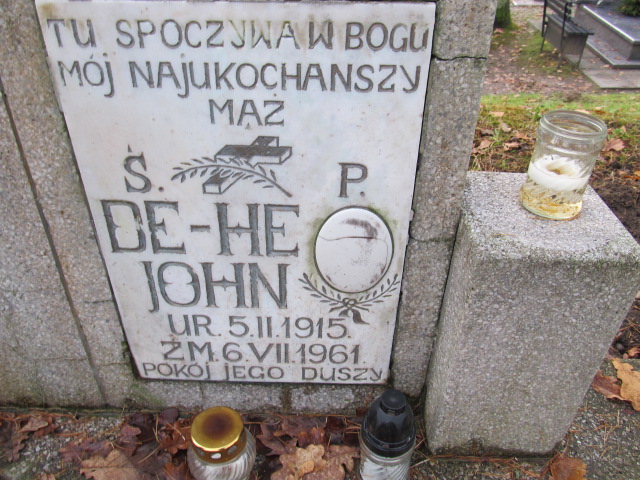 TU SPOCZYWA W BOGU
MÓJ NAJUKOCHANSZY
MĄŻ
Ś. P.
DE-HE
JOHN
UR. 5.II.1915.
ZM. 6.VII.1961.
POKÓJ JEGO DUSZY